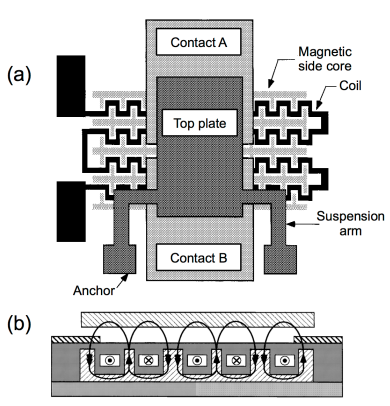 Contact A
Magnetic
side core
(a)
Coil
Top plate
Suspension
arm
Contact B
Anchor
(b)